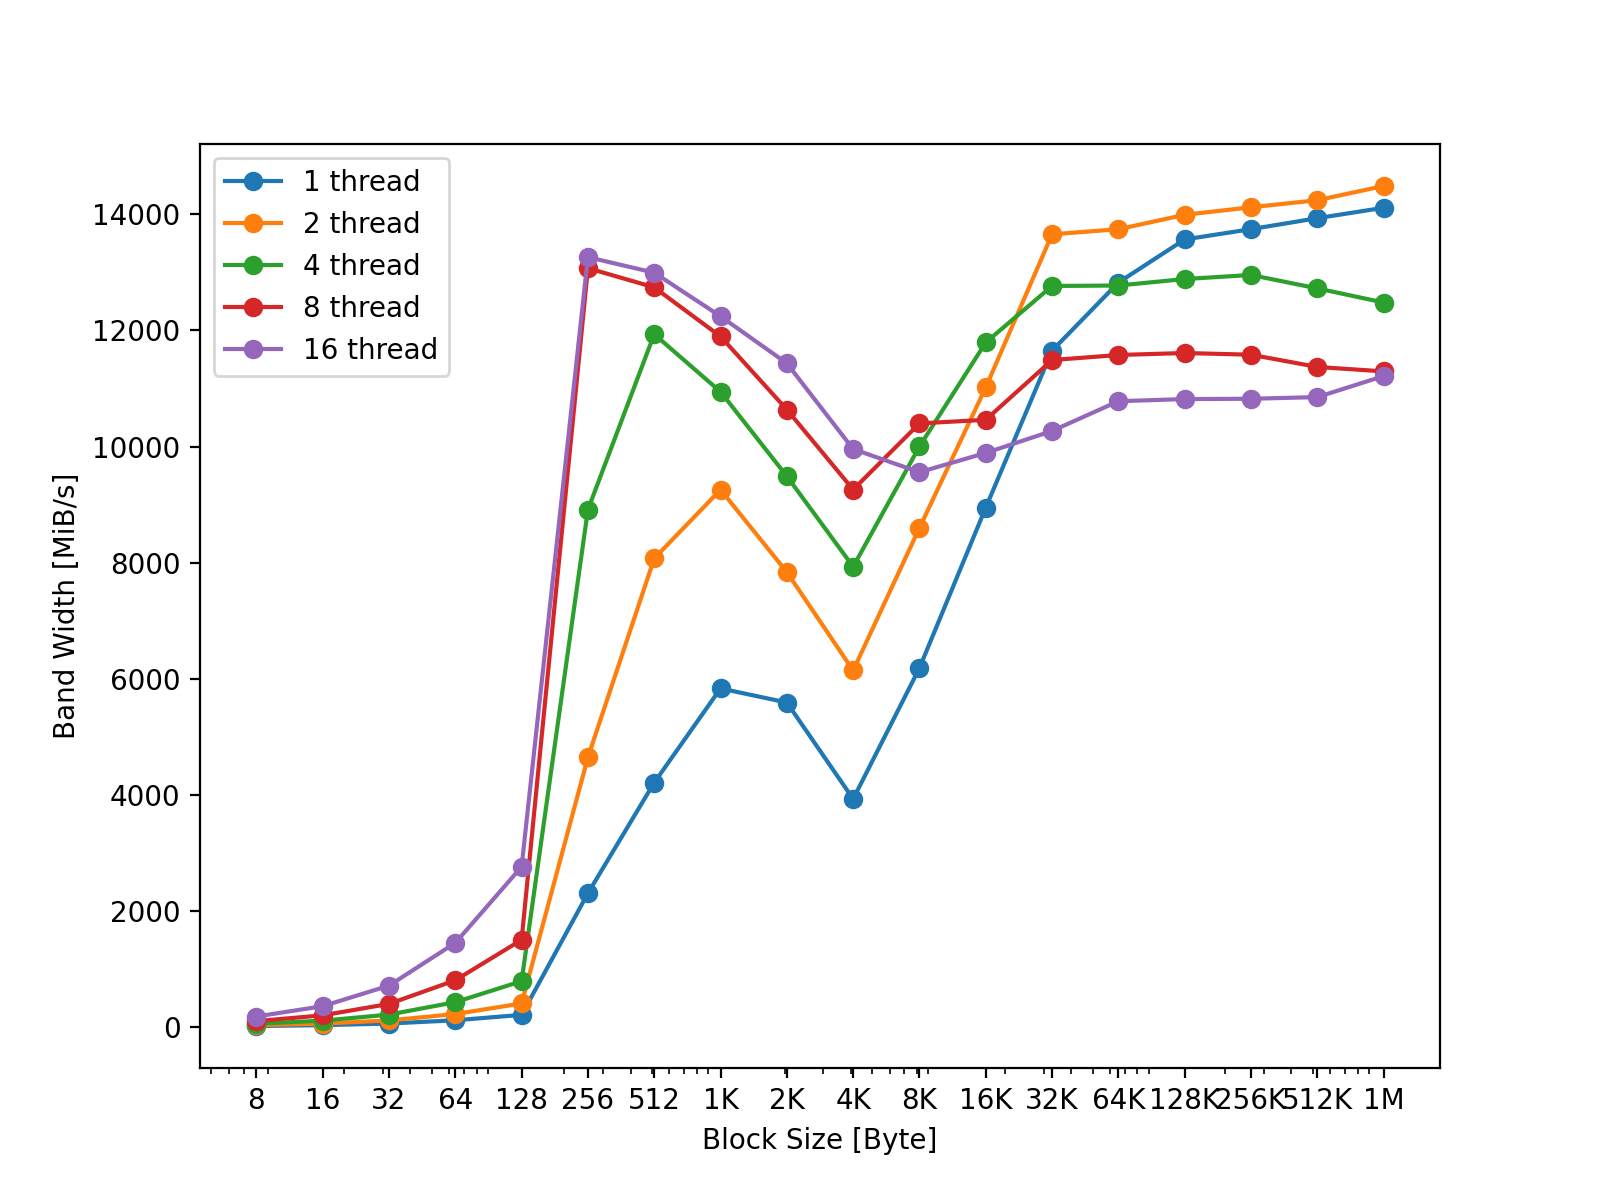 1 thread
2 thread
4 thread
8 thread
16 thread
14000
12000
10000
8000
6000
4000
2000
0
Band Width [MiB/s]
8 16 32 64 128 256 512 1K 2K 4K 8K 16K 32K 64K 128K 256K 512K 1M
Block Size [Byte]